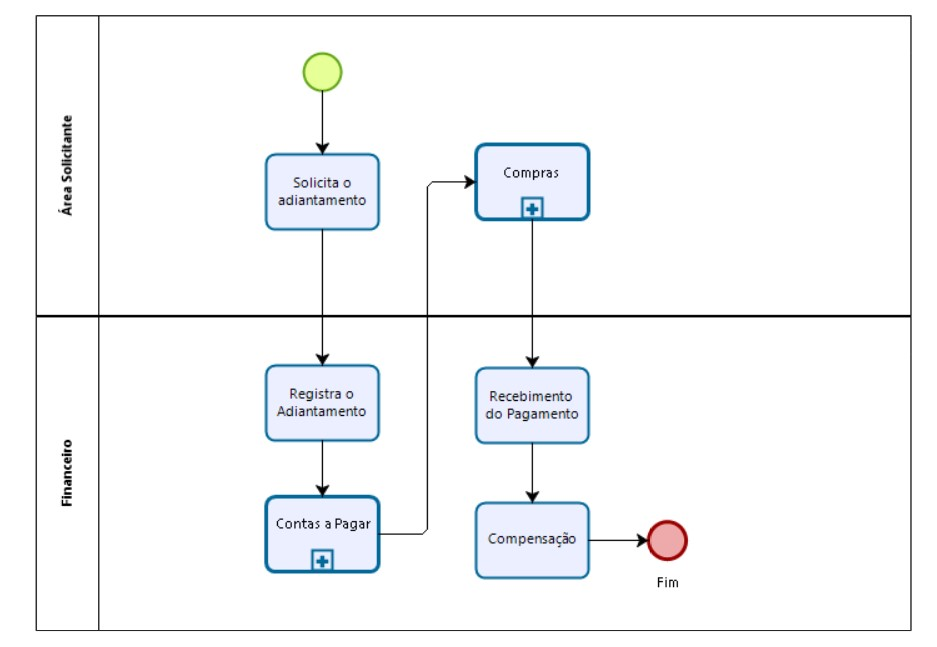 Área Solicitante
Solicita o
adiantamento
Compras
Financeiro
Registra o
Adiantamento
Contas a Pagar
Recebimento
do Pagamento
Compensação
Fim